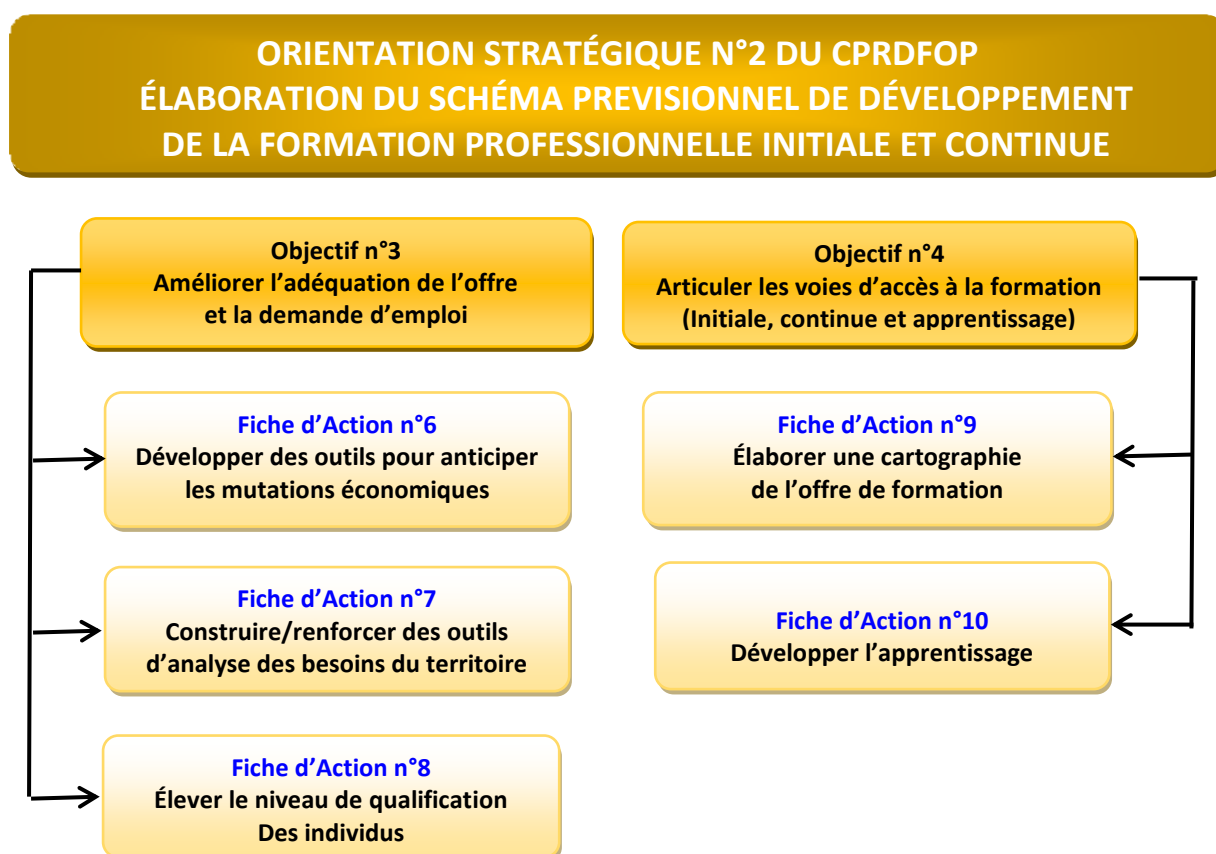 ORIENTATION STRATÉGIQUE N°2 DU CPRDFOP
ÉLABORATION DU SCHÉMA PREVISIONNEL DE DÉVELOPPEMENT
DE LA FORMATION PROFESSIONNELLE INITIALE ET CONTINUE
Objectif n°3
Améliorer l'adéquation de l'offre
et la demande d'emploi
Fiche d'Action n°6
Développer des outils pour anticiper
les mutations économiques
Fiche d'Action n°7
Construire/renforcer des outils
d'analyse des besoins du territoire
Fiche d'Action n°8
Élever le niveau de qualification
Des individus
Objectif n°4
Articuler les voies d'accès à la formation
(Initiale, continue et apprentissage)
Fiche d'Action n°9
Élaborer une cartographie
de l'offre de formation
Fiche d'Action n°10
Développer l'apprentissage